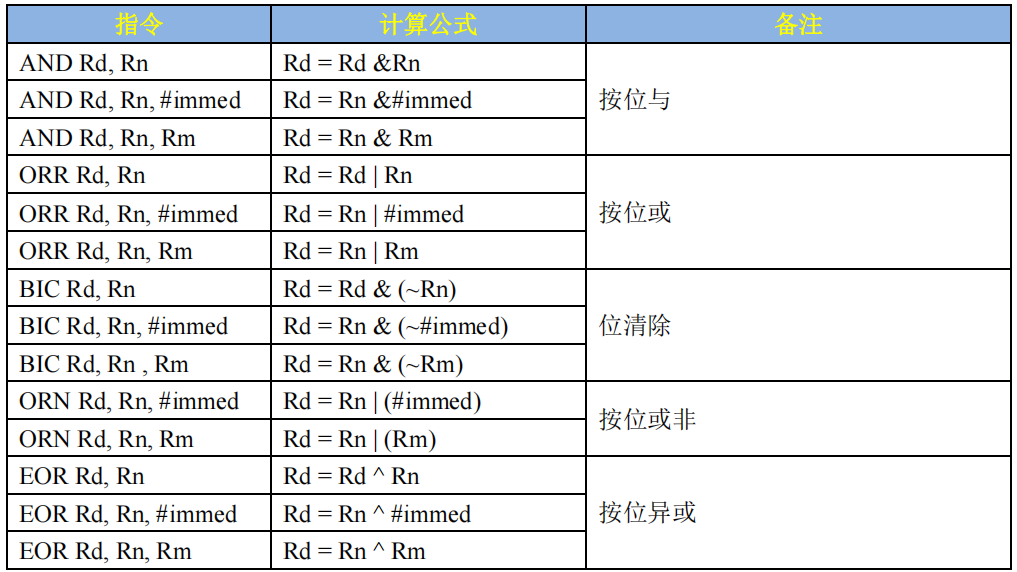 指令 计算公式 备注
AND Rd, Rn Rd = Rd &Rn
AND Rd, Rn, #immed Rd = Rn &#immed 按位与
AND Rd, Rn, Rm Rd = Rn & Rm
ORR Rd, Rn Rd = Rd | Rn
ORR Rd, Rn, #immed Rd = Rn | #immed 按位或
ORR Rd, Rn, Rm Rd = Rn | Rm
BIC Rd, Rn Rd = Rd & (~Rn)
BIC Rd, Rn, #immed Rd = Rn & (~#immed) 位清除
BIC Rd, Rn , Rm Rd = Rn & (~Rm)
ORN Rd, Rn, #immed Rd = Rn | (#immed) 按位或非
ORN Rd, Rn, Rm Rd = Rn | (Rm)
EOR Rd, Rn Rd = Rd ^ Rn
EOR Rd, Rn, #immed Rd = Rn ^ #immed 按位异或
EOR Rd, Rn, Rm Rd = Rn ^ Rm